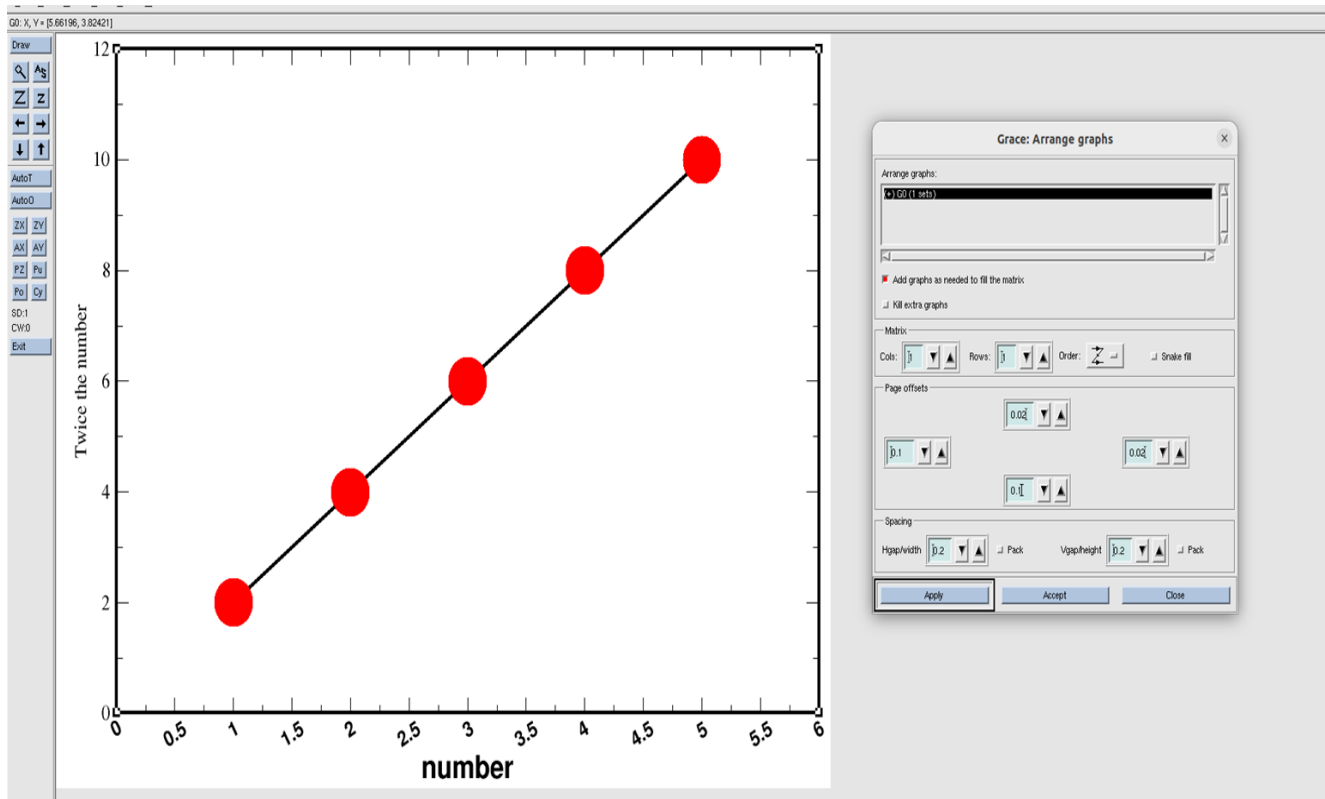 G0: X, Y = [5.66196, 3.82421]
Draw
A S
Z z
AutoT
AutoO
ZX ZY
AX AY
PZ Pu
Po Cy
SD:1
CW:0
Exit
12
10
8
6
4
2
0
Twice the number
0 0.5 1 1.5 2 2.5 3 3.5 4 4.5 5 5.5 6
number
Grace: Arrange graphs
Arrange graphs:
(+) G0 (1 sets)
Add graphs as needed to fill the matrix
Kill extra graphs
Matrix
Cols: 1 Rows: 1 Order: Z Snake fill
Page offsets
0.02
0.1 0.02
0.1
Spacing
Hgap/width 0.2 Pack Vgap/height 0.2 Pack
Apply Accept Close